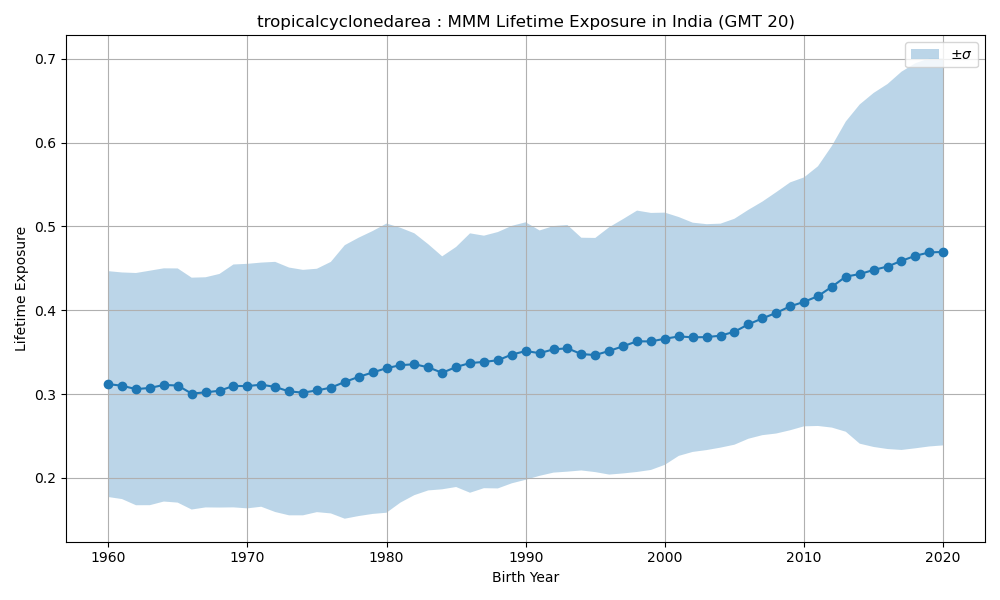 tropicalcyclonedarea : MMM Lifetime Exposure in India (GMT 20)
±σ
Lifetime Exposure
0.7
0.6
0.5
0.4
0.3
0.2
1960 1970 1980 1990 2000 2010 2020
Birth Year